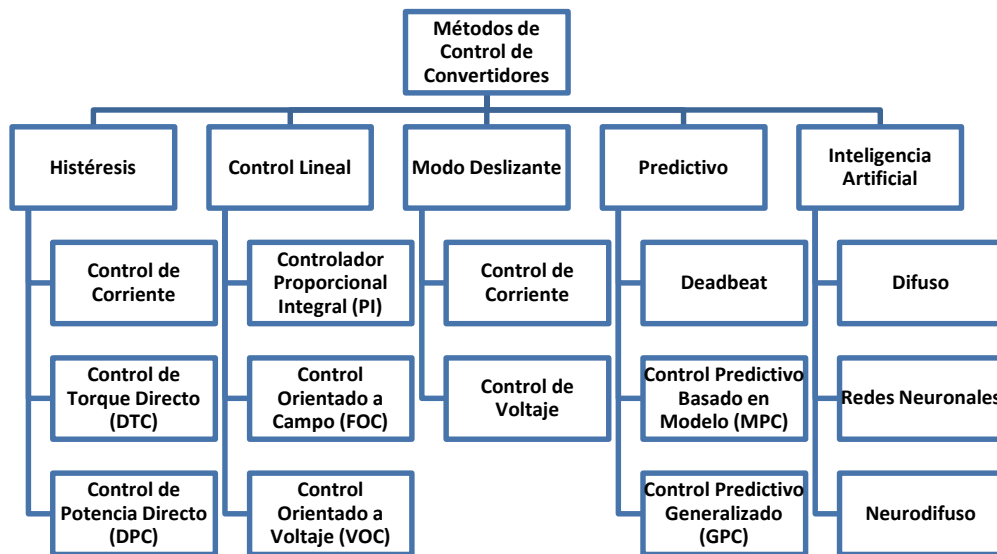 Métodos de
Control de
Convertidores
Histéresis
Control Lineal
Modo Deslizante
Predictivo
Inteligencia
Artificial
Control de
Corriente
Controlador
Proporcional
Integral (PI)
Control de
Corriente
Deadbeat
Difuso
Control de
Torque Directo
(DTC)
Control
Orientado a
Campo (FOC)
Control de
Voltaje
Control Predictivo
Basado en
Modelo (MPC)
Redes Neuronales
Control de
Potencia Directo
(DPC)
Control
Orientado a
Voltaje (VOC)
Control Predictivo
Generalizado
(GPC)
Neurodifuso